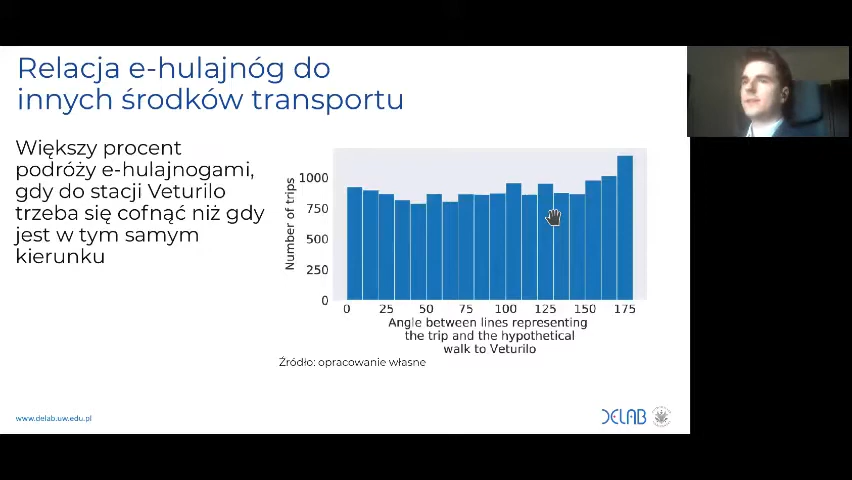 Relacja e-hulajnóg do
innych środków transportu
Większy procent
podróży e-hulajnogami,
gdy do stacji Veturilo
trzeba się cofnąć niż gdy
jest w tym samym
kierunku
Number of trips
1000
750
500
250
0
0 25 50 75 100 125 150 175
Angle between lines representing
the trip and the hypothetical
walk to Veturilo
Źródło: opracowanie własne
www.delab.uw.edu.pl
DELAB